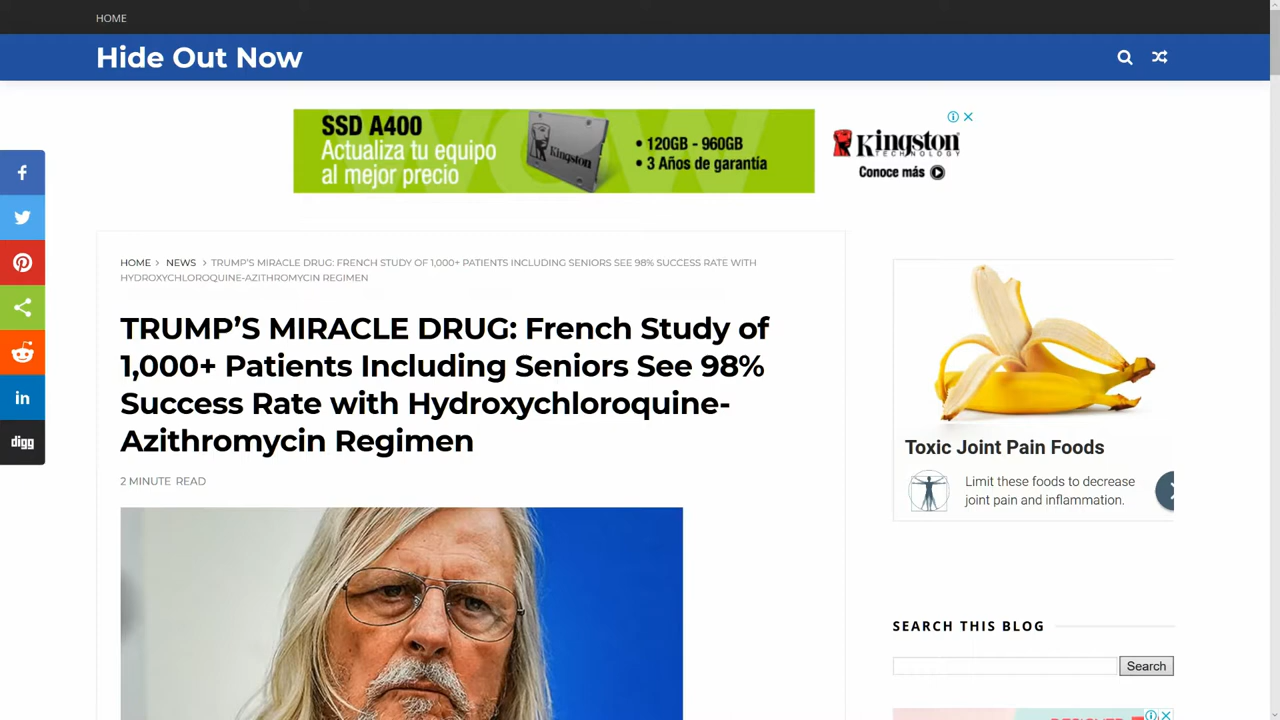 HOME
Hide Out Now
SSD A400
Actualiza tu equipo
al mejor precio
• 120GB - 960GB
• 3 Años de garantía
Kingston
TECHNOLOGY
Conoce más
HOME > NEWS > TRUMP'S MIRACLE DRUG: FRENCH STUDY OF 1,000+ PATIENTS INCLUDING SENIORS SEE 98% SUCCESS RATE WITH
HYDROXYCHLOROQUINE-AZITHROMYCIN REGIMEN
TRUMP’S MIRACLE DRUG: French Study of
1,000+ Patients Including Seniors See 98%
Success Rate with Hydroxychloroquine-
Azithromycin Regimen
2 MINUTE READ
digg
Toxic Joint Pain Foods
Limit these foods to decrease
joint pain and inflammation.
SEARCH THIS BLOG
Search